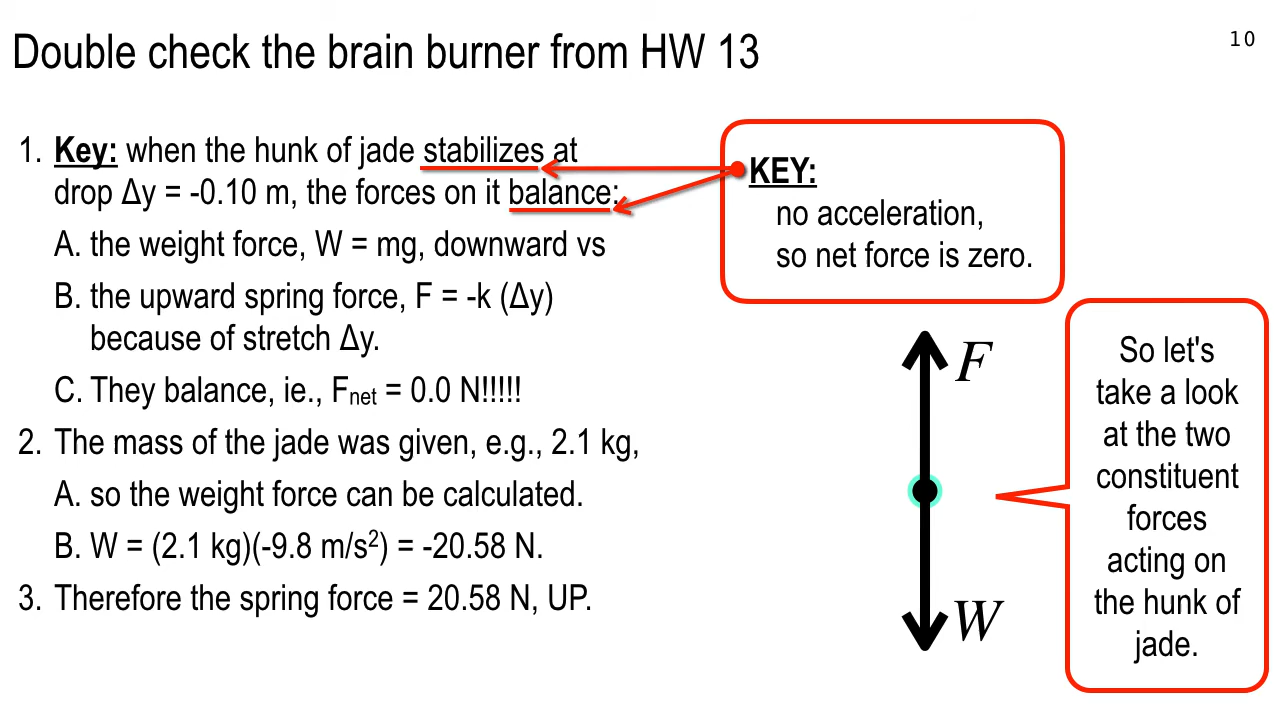 Double check the brain burner from HW 13
10
1. Key: when the hunk of jade stabilizes at
drop Δy = -0.10 m, the forces on it balance:
A. the weight force, W = mg, downward vs
B. the upward spring force, F = -k (Δy)
because of stretch Δy.
C. They balance, ie., Fnet = 0.0 N!!!!!
2. The mass of the jade was given, e.g., 2.1 kg,
A. so the weight force can be calculated.
B. W = (2.1 kg)(-9.8 m/s²) = -20.58 N.
3. Therefore the spring force = 20.58 N, UP.
KEY:
no acceleration,
so net force is zero.
F
W
So let's
take a look
at the two
constituent
forces
acting on
the hunk of
jade.